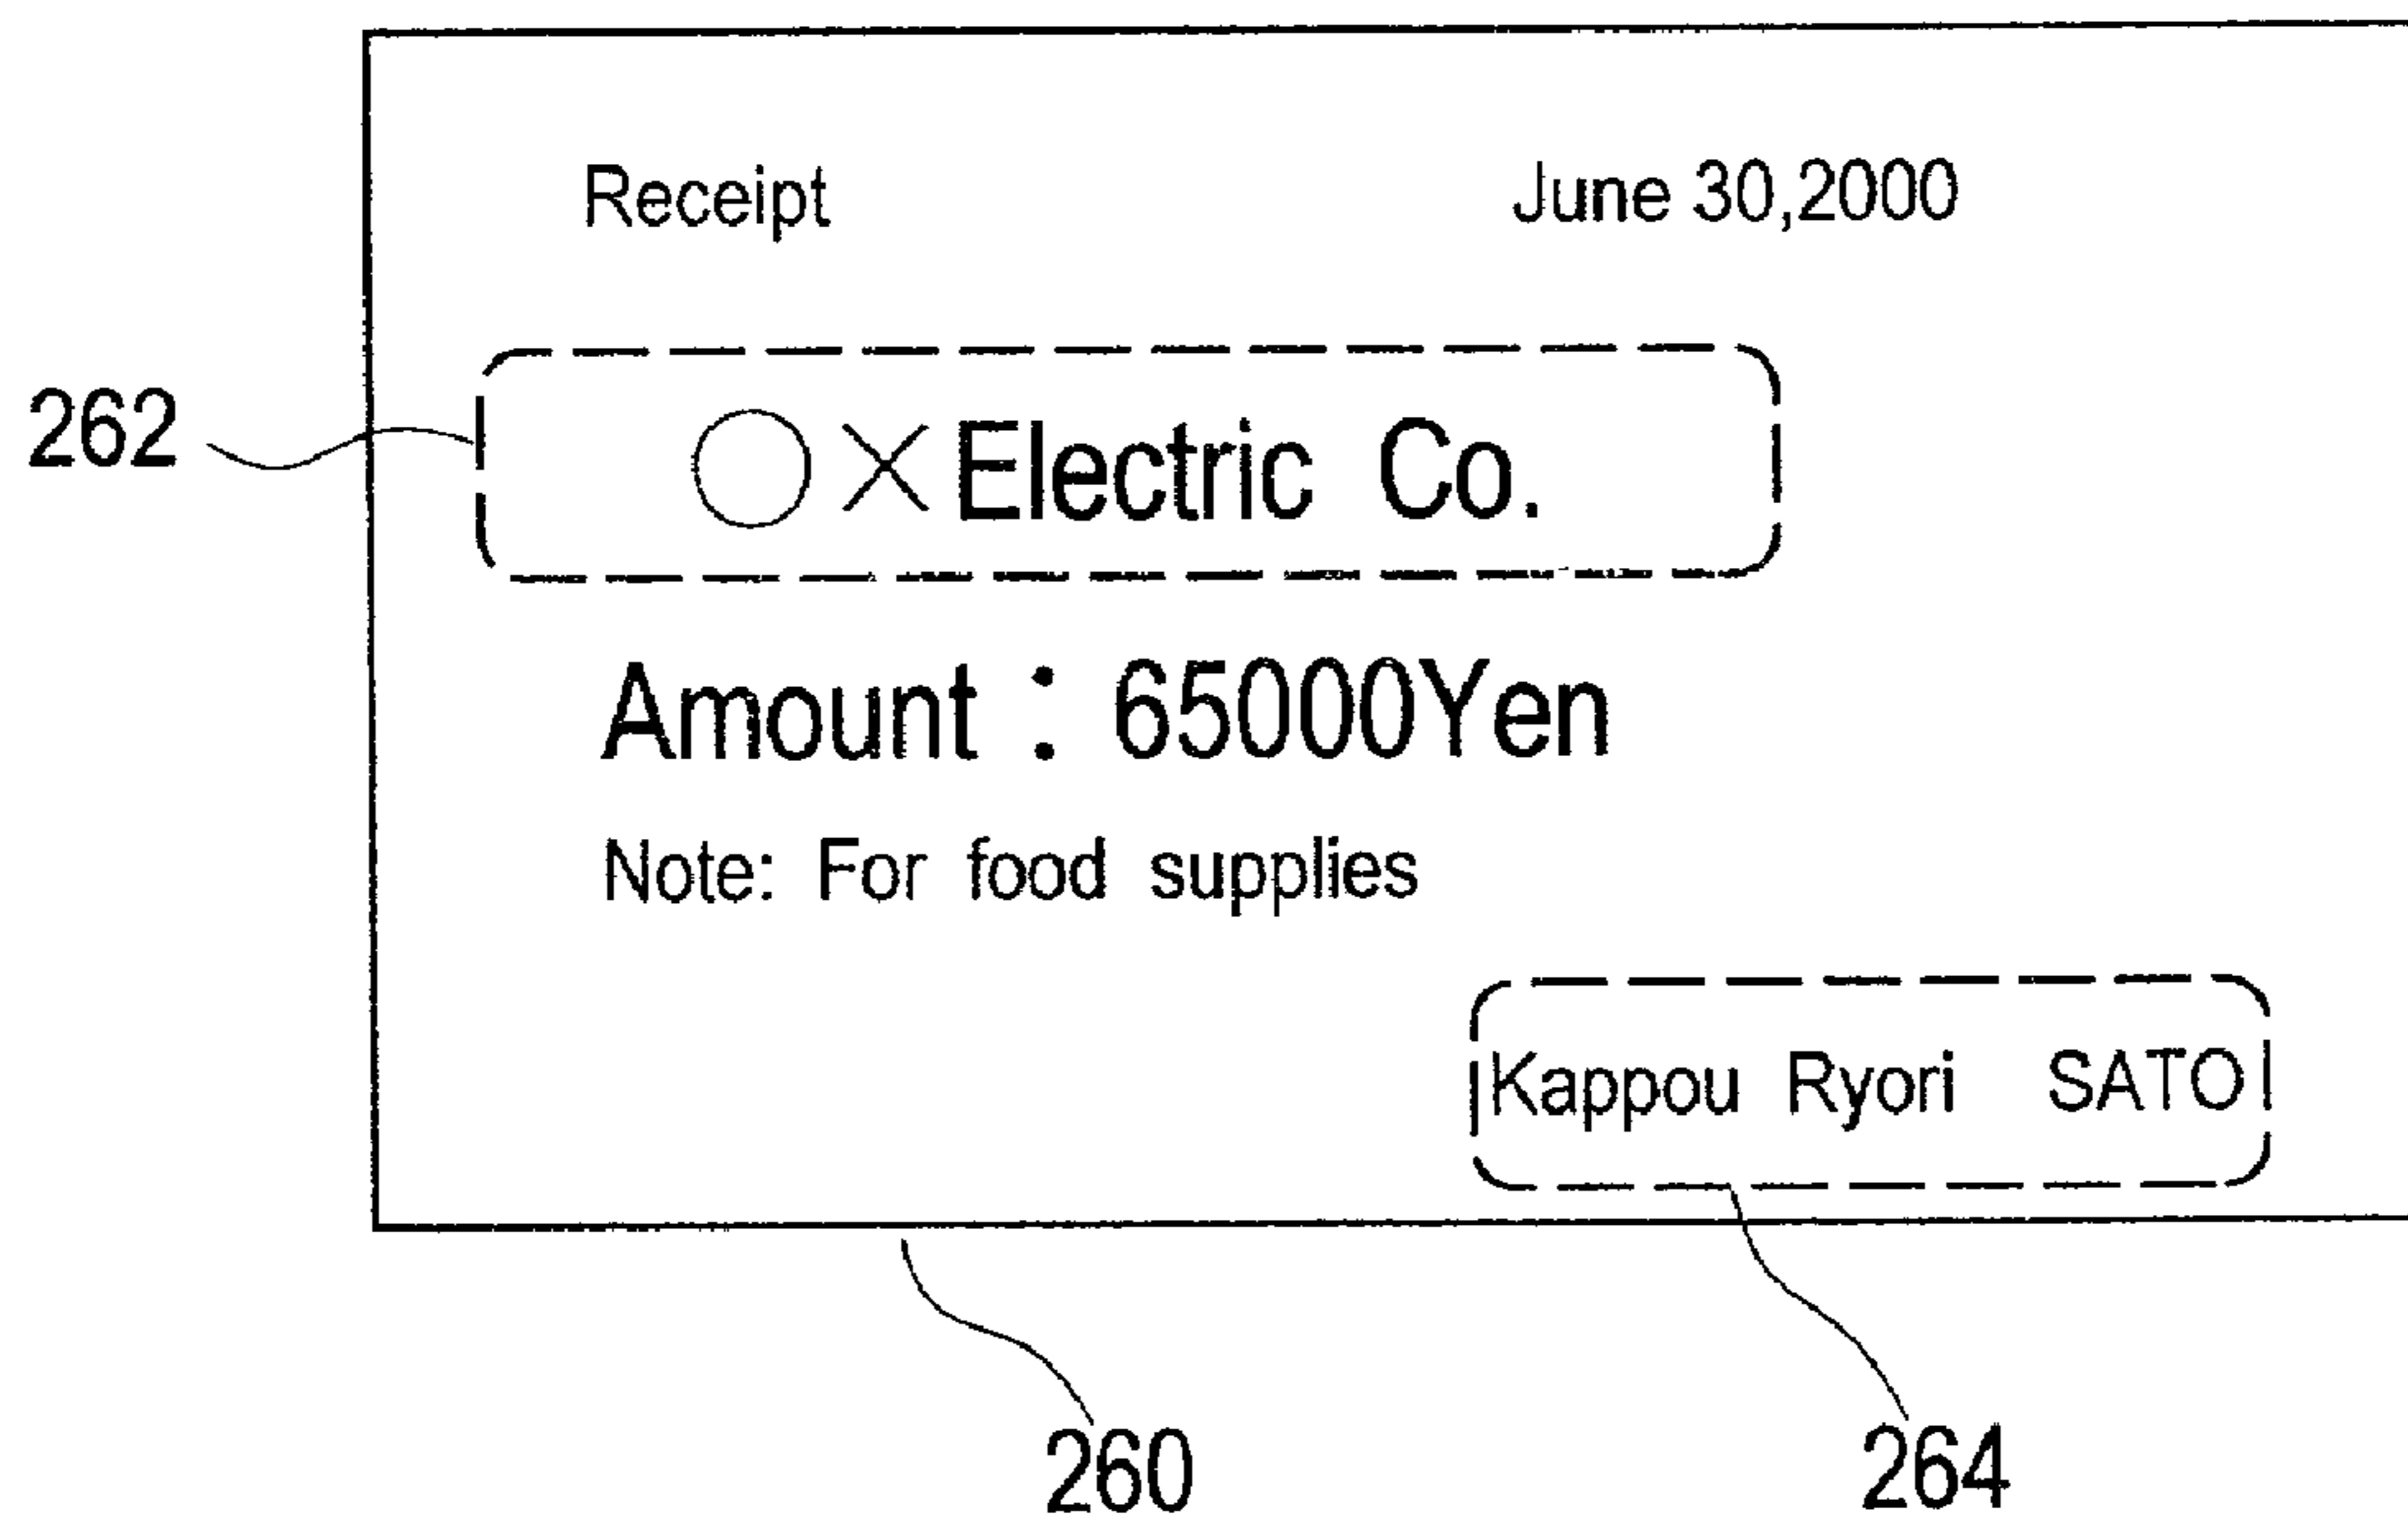 Receipt June 30,2000
262
○×Electric Co.
Amount : 65000Yen
Note: For food supplies
Kappou Ryori SATO
260 264